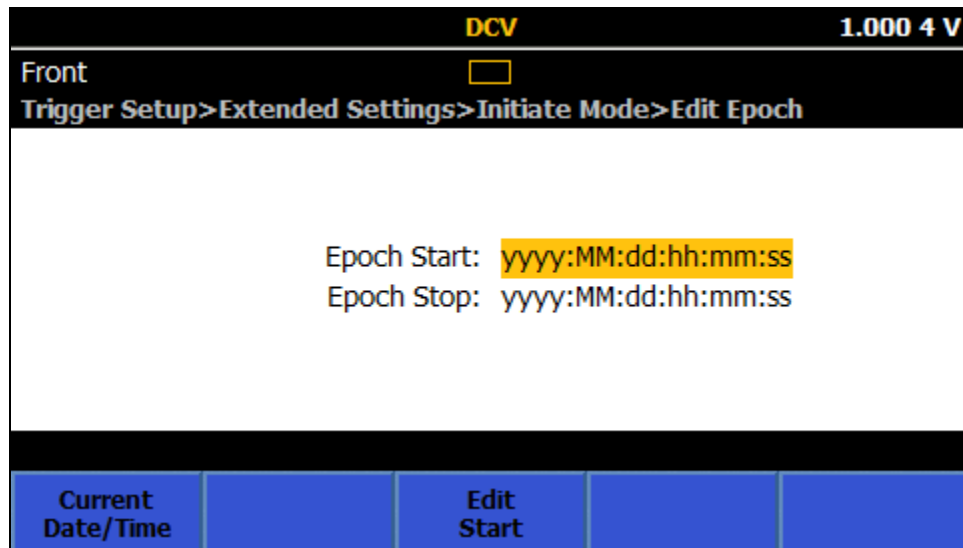 DCV 1.000 4 V
Front
Trigger Setup>Extended Settings>Initiate Mode>Edit Epoch
Epoch Start: yyyy:MM:dd:hh:mm:ss
Epoch Stop: yyyy:MM:dd:hh:mm:ss
Current
Date/Time
Edit
Start